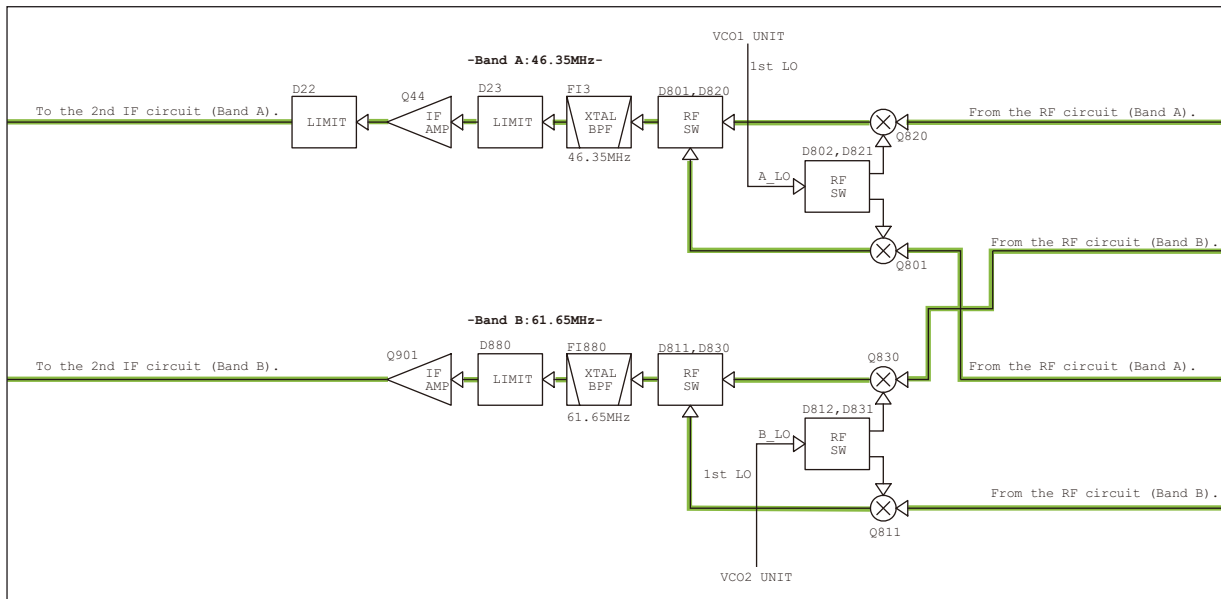 VCO1 UNIT
1st LO
-Band A:46.35MHz-
D22
Q44
D23
FI3
D801,D820
To the 2nd IF circuit (Band A).
LIMIT
IF
AMP
LIMIT
XTAL
BPF
RF
SW
From the RF circuit (Band A).
Q820
46.35MHz
D802,D821
A_LO
RF
SW
From the RF circuit (Band B).
Q801
-Band B:61.65MHz-
Q901
D880
FI880
D811,D830
Q830
To the 2nd IF circuit (Band B).
IF
AMP
LIMIT
XTAL
BPF
RF
SW
From the RF circuit (Band A).
61.65MHz
D812,D831
B_LO
RF
SW
1st LO
From the RF circuit (Band B).
Q811
VCO2 UNIT